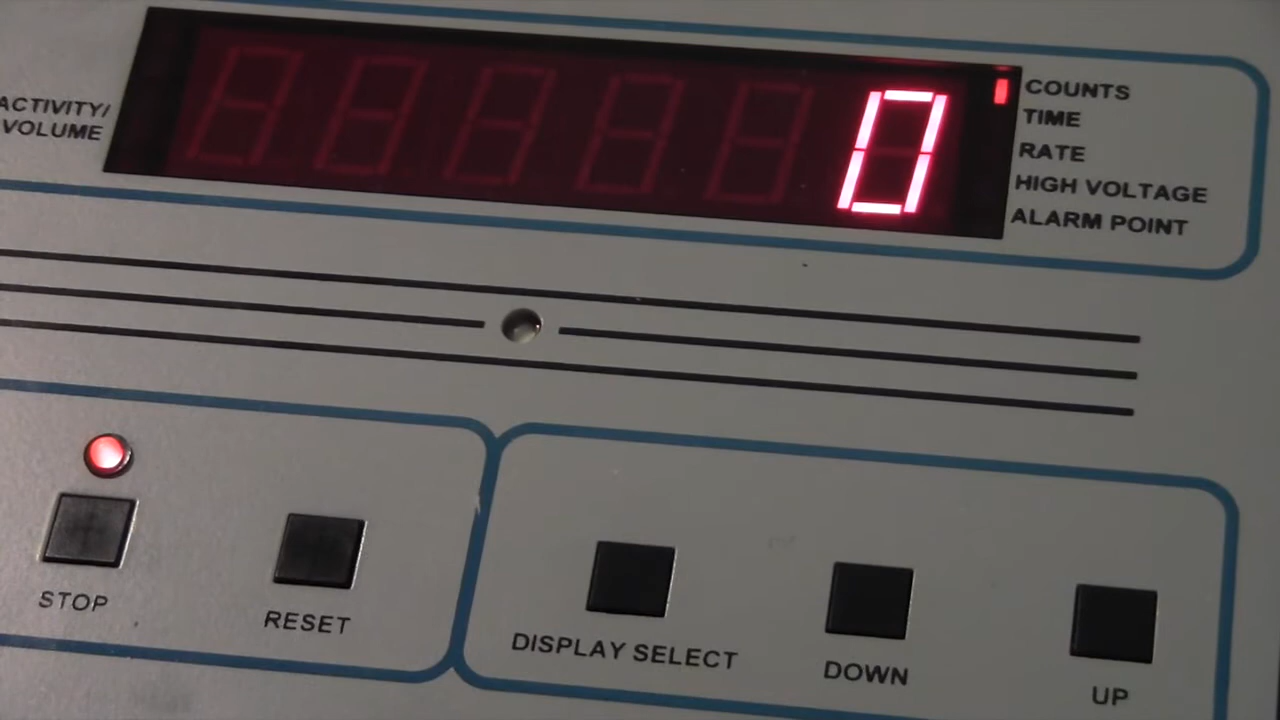 ACTIVITY/
VOLUME
0
COUNTS
TIME
RATE
HIGH VOLTAGE
ALARM POINT
STOP
RESET
DISPLAY SELECT
DOWN
UP